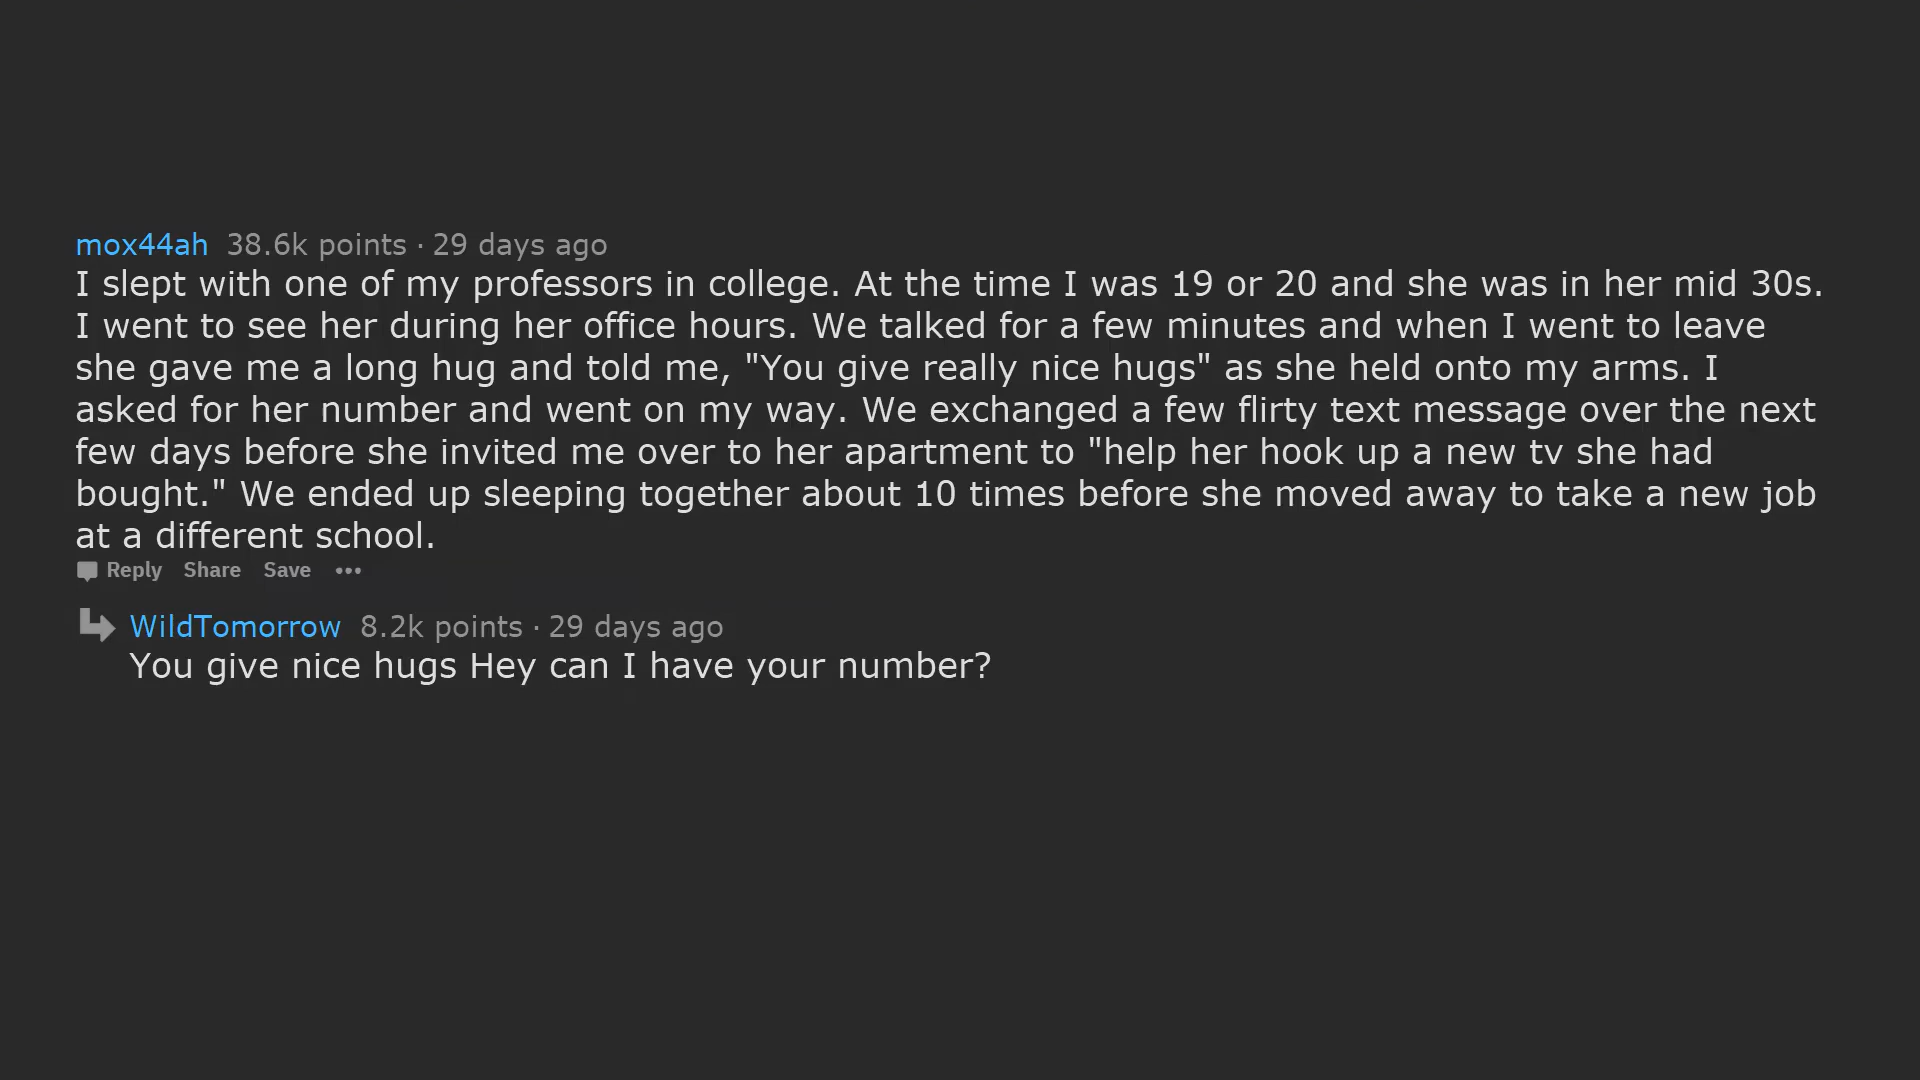 mox44ah 38.6k points · 29 days ago
I slept with one of my professors in college. At the time I was 19 or 20 and she was in her mid 30s.
I went to see her during her office hours. We talked for a few minutes and when I went to leave
she gave me a long hug and told me, "You give really nice hugs" as she held onto my arms. I
asked for her number and went on my way. We exchanged a few flirty text message over the next
few days before she invited me over to her apartment to "help her hook up a new tv she had
bought." We ended up sleeping together about 10 times before she moved away to take a new job
at a different school.
Reply Share Save •••
WildTomorrow 8.2k points · 29 days ago
You give nice hugs Hey can I have your number?